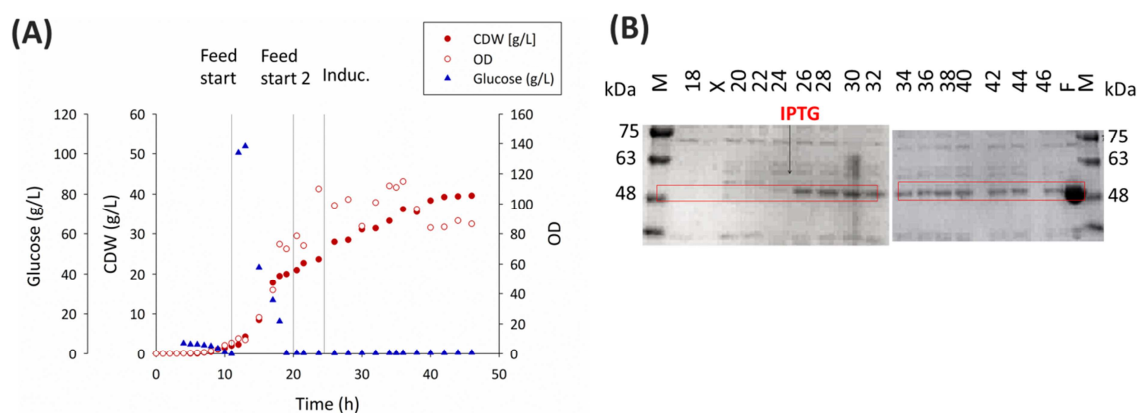 (A)
Feed start
Feed start 2
Induc.
CDW [g/L]
OD
Glucose (g/L)
Glucose (g/L)
120
100
80
60
40
20
0
CDW (g/L)
60
50
40
30
20
10
0
160
140
120
100
80
60
40
20
0
OD
0
10
20
30
40
50
Time (h)
(B)
kDa
M
18
X
20
22
24
26
28
30
32
34
36
38
40
42
44
46
F
M
kDa
IPTG
75
63
48
75
63
48